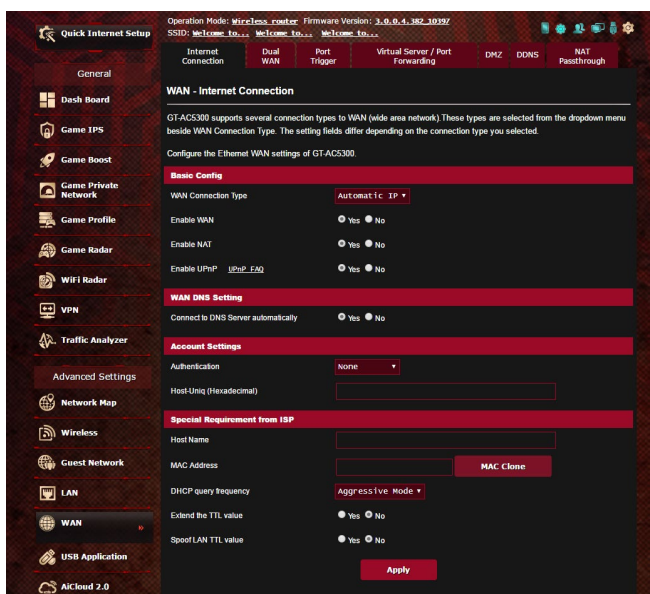 Quick Internet Setup
General
Dash Board
Game IPS
Game Boost
Game Private
Network
Game Profile
Game Radar
WiFi Radar
VPN
Traffic Analyzer
Advanced Settings
Network Map
Wireless
Guest Network
LAN
WAN
USB Application
AiCloud 2.0
Operation Mode: Wireless router Firmware Version: 3.0.0.4.382_10397
SSID: Welcome to... Welcome to... Welcome to...
Internet
Connection
Dual
WAN
Port
Trigger
Virtual Server / Port
Forwarding
DMZ
DDNS
NAT
Passthrough
WAN - Internet Connection
GT-AC5300 supports several connection types to WAN (wide area network).These types are selected from the dropdown menu
beside WAN Connection Type. The setting fields differ depending on the connection type you selected.
Configure the Ethernet WAN settings of GT-AC5300.
Basic Config
WAN Connection Type Automatic IP
Enable WAN Yes No
Enable NAT Yes No
Enable UPnP UPnP FAQ Yes No
WAN DNS Setting
Connect to DNS Server automatically Yes No
Account Settings
Authentication None
Host-Uniq (Hexadecimal)
Special Requirement from ISP
Host Name
MAC Address MAC Clone
DHCP query frequency Aggressive Mode
Extend the TTL value Yes No
Spoof LAN TTL value Yes No
Apply